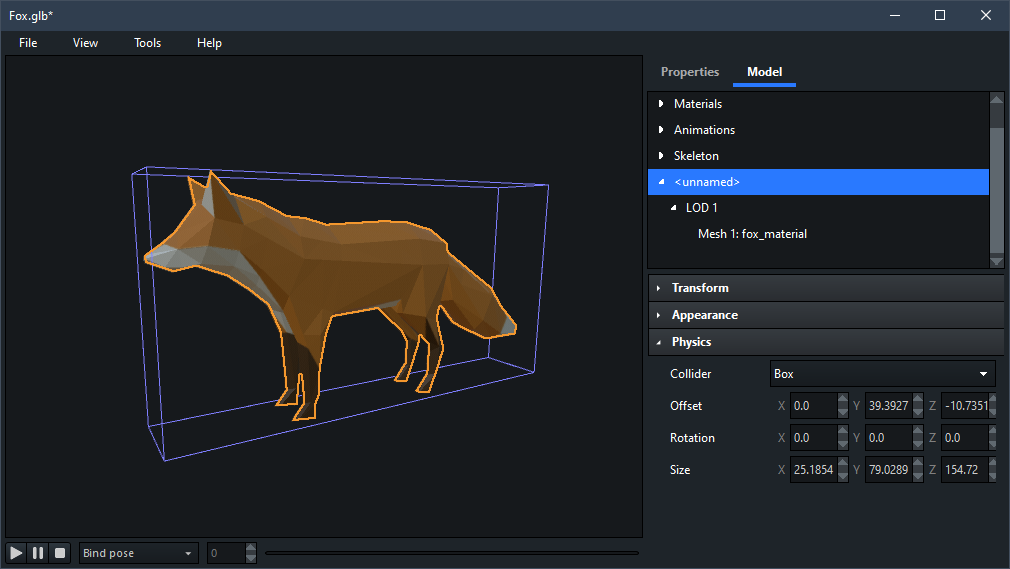 Fox.glb*
File View Tools Help
Properties Model
Materials
Animations
Skeleton
<unnamed>
LOD 1
Mesh 1: fox_material
Transform
Appearance
Physics
Collider Box
Offset X 0.0 Y 39.3927 Z -10.7351
Rotation X 0.0 Y 0.0 Z 0.0
Size X 25.1854 Y 79.0289 Z 154.72
Bind pose 0